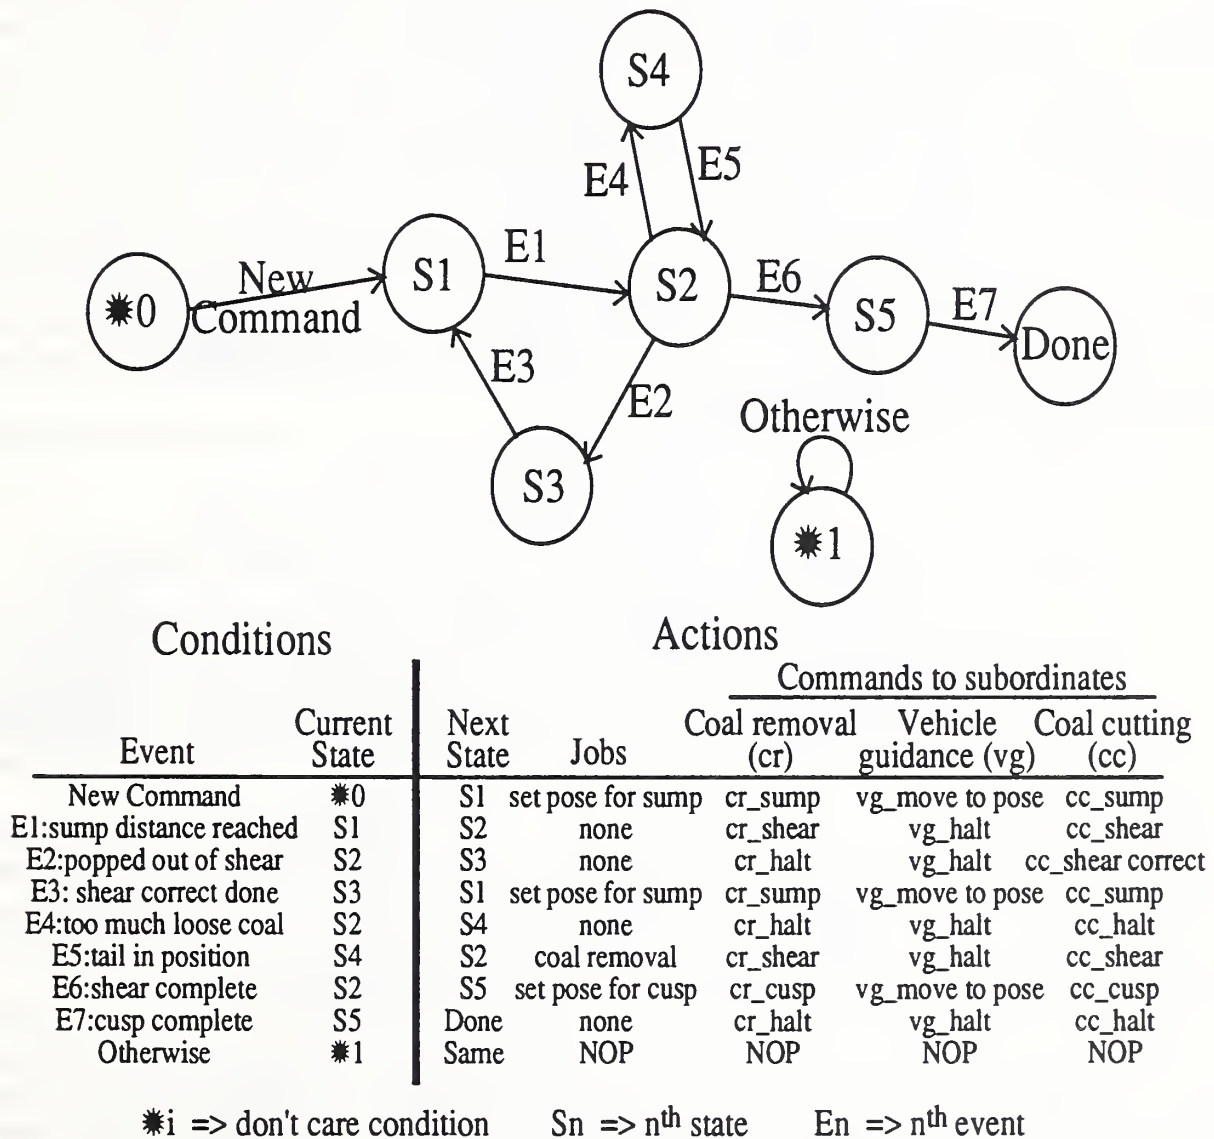 S4
E4
E5
✹0
New
Command
S1
E1
S2
E6
S5
E7
Done
E3
E2
S3
Otherwise
✹1
Conditions
Actions
Commands to subordinates
Event Current State Next State Jobs Coal removal (cr) Vehicle guidance (vg) Coal cutting (cc)
New Command ✹0 S1 set pose for sump cr_sump vg_move to pose cc_sump
E1:sump distance reached S1 S2 none cr_shear vg_halt cc_shear
E2:popped out of shear S2 S3 none cr_halt vg_halt cc_shear correct
E3: shear correct done S3 S1 set pose for sump cr_sump vg_move to pose cc_sump
E4:too much loose coal S2 S4 none cr_halt vg_halt cc_halt
E5:tail in position S4 S2 coal removal cr_shear vg_halt cc_shear
E6:shear complete S2 S5 set pose for cusp cr_cusp vg_move to pose cc_cusp
E7:cusp complete S5 Done none cr_halt vg_halt cc_halt
Otherwise ✹1 Same NOP NOP NOP NOP
✹i => don't care condition Sn => nth state En => nth event